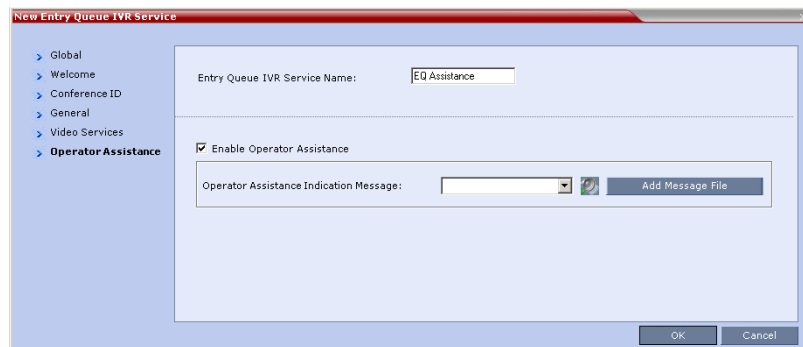 New Entry Queue IVR Service
Global
Welcome
Conference ID
General
Video Services
Operator Assistance
Entry Queue IVR Service Name: EQ Assistance
Enable Operator Assistance
Operator Assistance Indication Message: Add Message File
OK Cancel